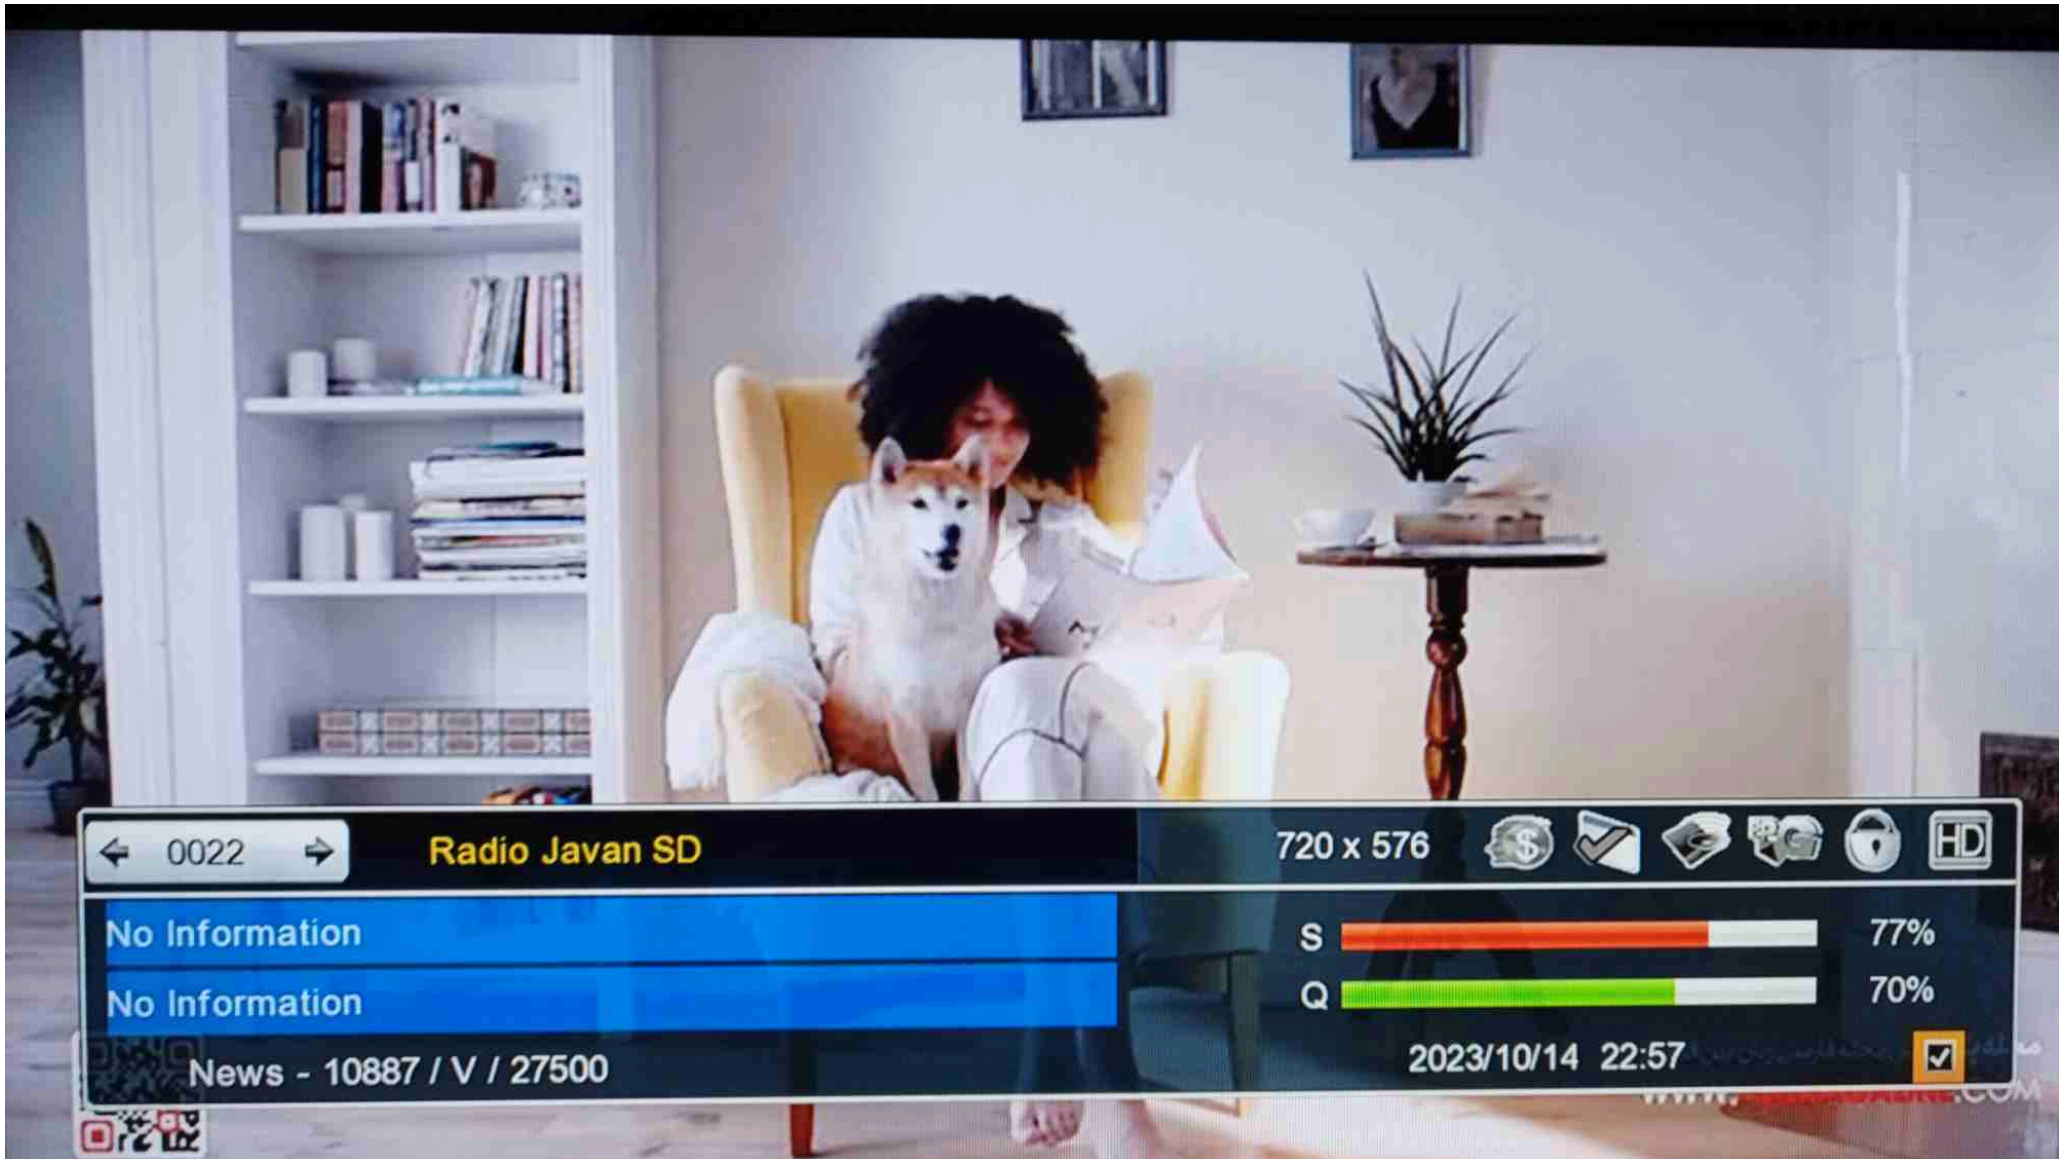 0022
Radio Javan SD
720 x 576
HD
No Information
S
77%
No Information
Q
70%
News - 10887 / V / 27500
2023/10/14 22:57
.COM